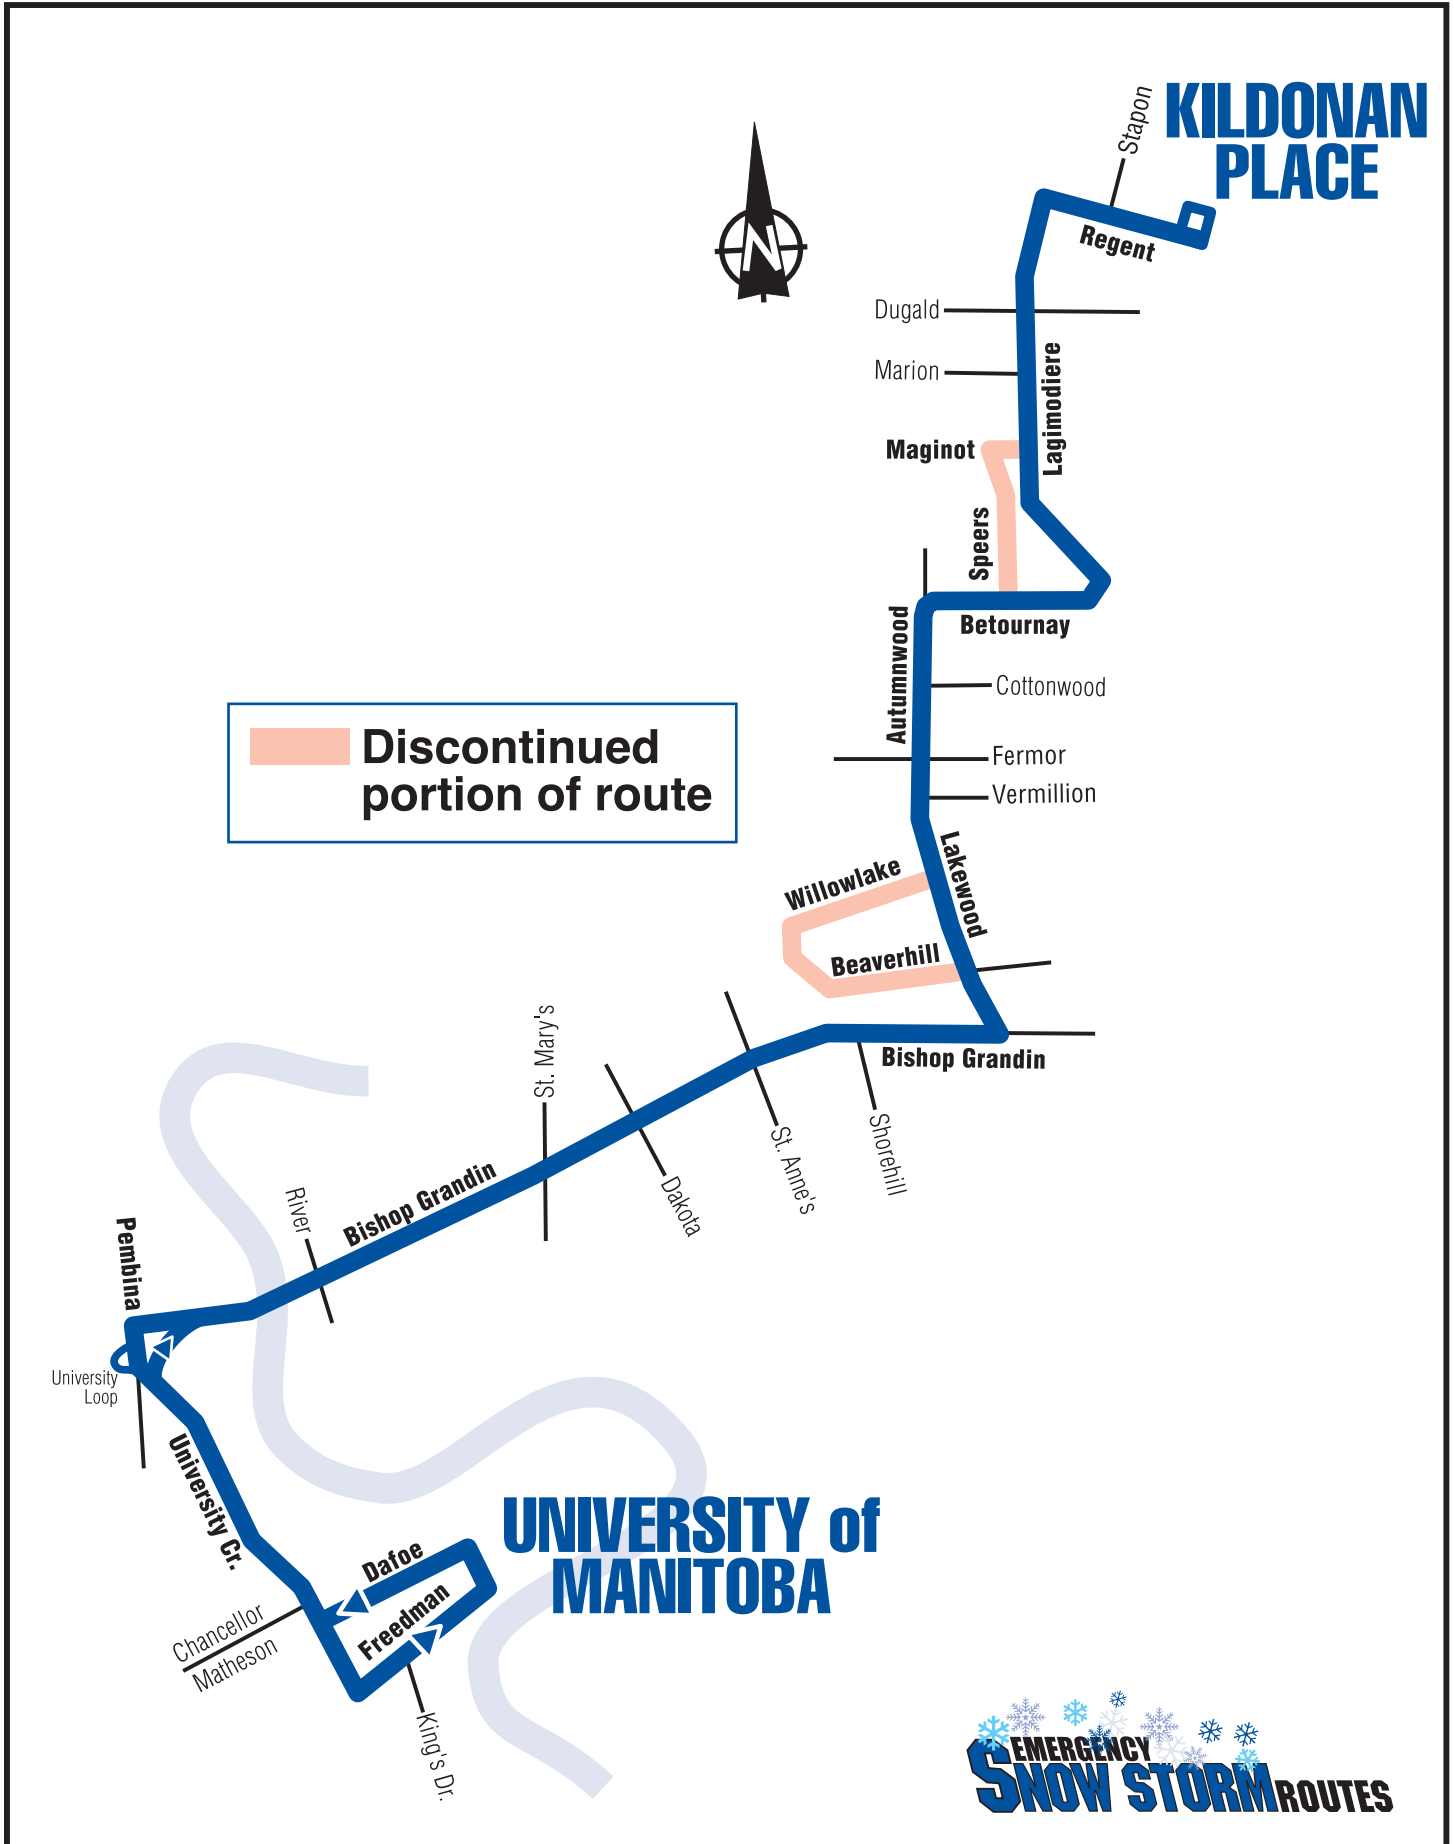 KILDONAN
PLACE
Stapon
Regent
N
Dugald
Marion
Lagimodiere
Maginot
Speers
Betournay
Autumnwood
Cottonwood
Discontinued
portion of route
Fermor
Vermillion
Lakewood
Willowlake
Beaverhill
Bishop Grandin
St. Mary's
Shorehill
St. Anne's
Dakota
Bishop Grandin
River
Pembina
University
Loop
University Cr.
UNIVERSITY of
MANITOBA
Dafoe
Freedman
Chancellor
Matheson
King's Dr.
EMERGENCY
SNOW STORM ROUTES